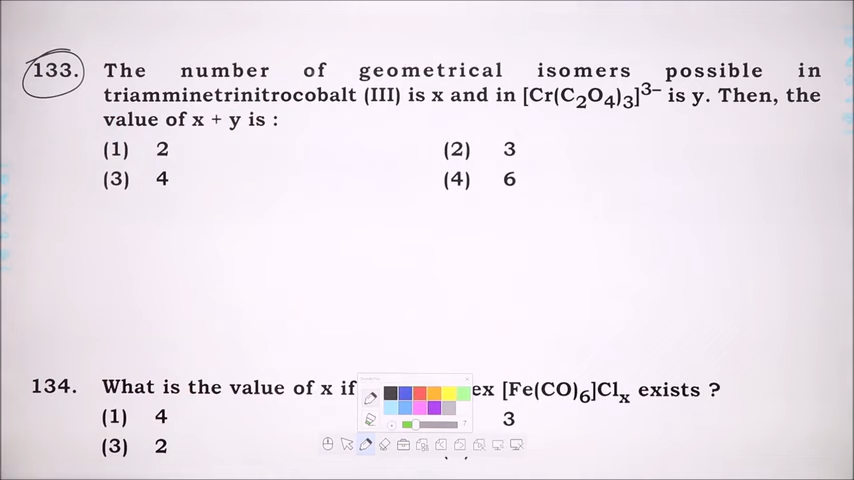 133. The number of geometrical isomers possible in
triamminetrinitrocobalt (III) is x and in [Cr(C₂O₄)₃]³⁻ is y. Then, the
value of x + y is :
(1) 2 (2) 3
(3) 4 (4) 6
134. What is the value of x if ex [Fe(CO)₆]Clₓ exists ?
(1) 4 3
(3) 2
7